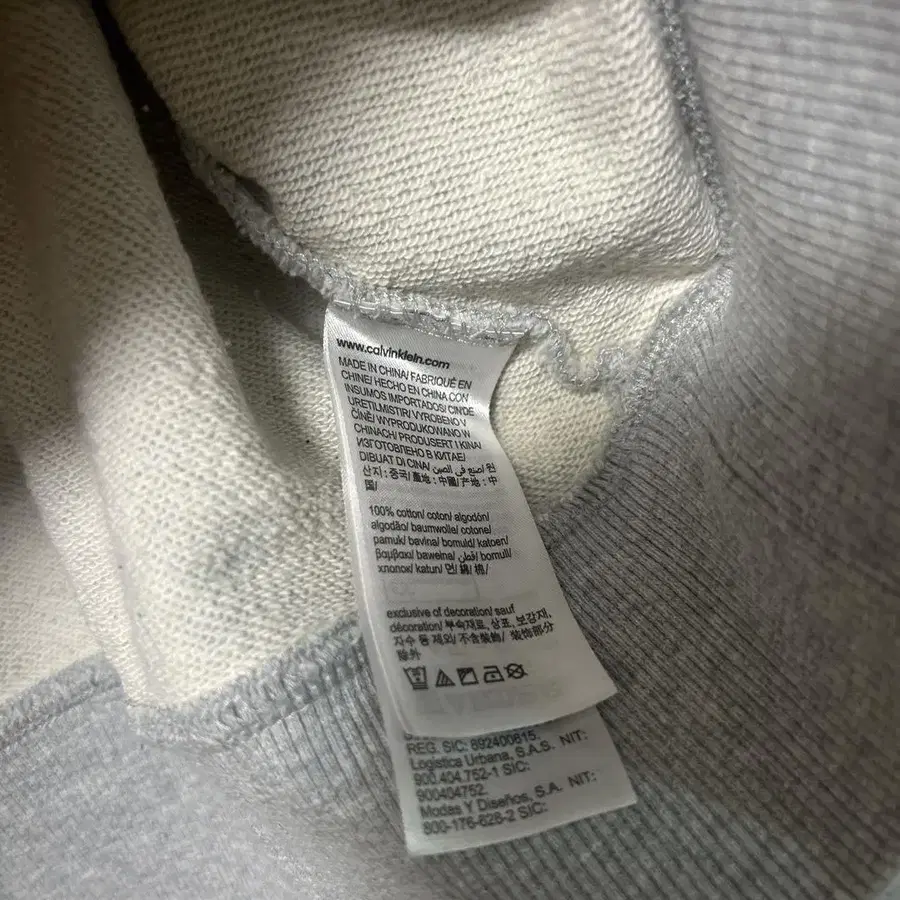 www.calvinklein.com
MADE IN CHINA/ FABRIQUÉ EN
CHINE/ HECHO EN CHINA CON
INSUMOS IMPORTADOS/ CIN'DE
URETILMISTIR/ VYROBENO V
ČÍNĚ/ WYPRODUKOWANO W
CHINACH/ PRODUSERT I KINA/
ИЗГОТОВЛЕНО В КИТАЕ/
DIBUAT DI CINA/ صنع في الصين/ 원
산지 : 중국/ 產地 : 中國/ 产地 : 中
国/
100% cotton/ coton/ algodón/
algodão/ baumwolle/ cotone/
pamuk/ bavlna/ bomuld/ katoen/
βαμβακι/ bawełna/ قطن/ bomull/
хлопок/ katun/ 면/ 綿/ 棉/
exclusive of decoration/ sauf
décoration/ 부속재료, 상표, 보강재,
자수 등 제외/ 不含裝飾/ 装饰部分
除外
REG. SIC: 892400815.
Logistica Urbana, S.A.S. NIT:
900.404.752-1 SIC:
900404752.
Modas Y Diseños, S.A. NIT:
800-176-626-2 SIC: